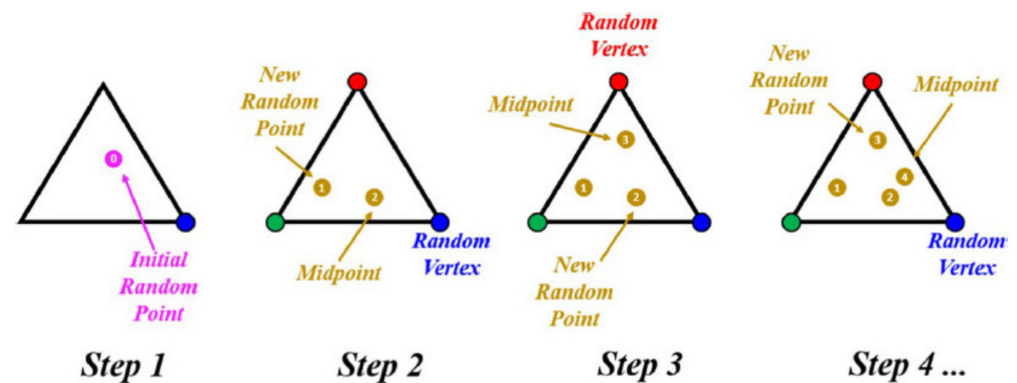 0
Initial
Random
Point
Step 1
New
Random
Point
1
2
Midpoint
Random
Vertex
Step 2
Random
Vertex
Midpoint
3
1
2
New
Random
Point
Step 3
New
Random
Point
Midpoint
3
4
1
2
Random
Vertex
Step 4 ...